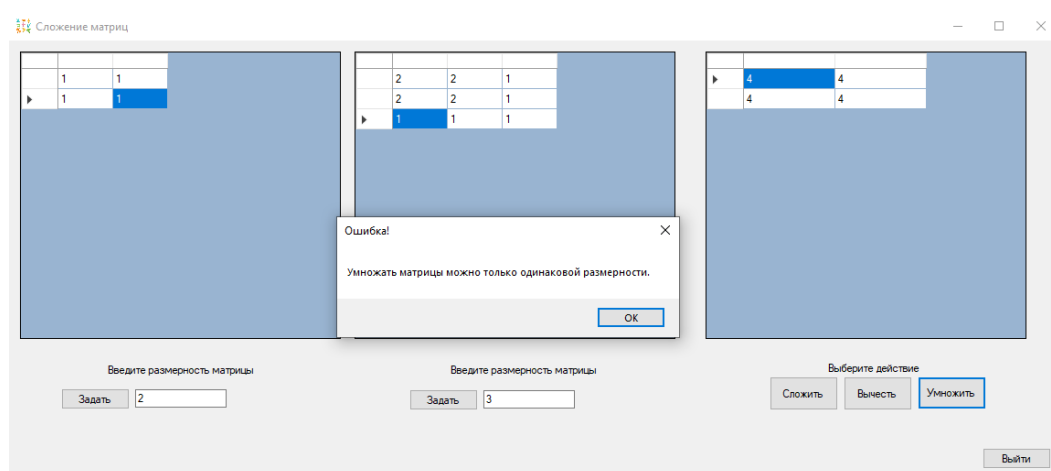 Сложение матриц
1 1
1 1
2 2 1
2 2 1
1 1 1
4 4
4 4
Ошибка!
Умножать матрицы можно только одинаковой размерности.
OK
Введите размерность матрицы
Задать 2
Введите размерность матрицы
Задать 3
Выберите действие
Сложить Вычесть Умножить
Выйти